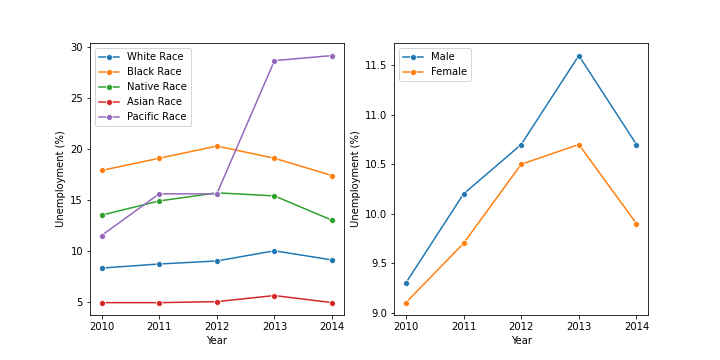 White Race
Black Race
Native Race
Asian Race
Pacific Race
30
25
20
15
10
5
Unemployment (%)
2010 2011 2012 2013 2014
Year
Male
Female
11.5
11.0
10.5
10.0
9.5
9.0
Unemployment (%)
2010 2011 2012 2013 2014
Year